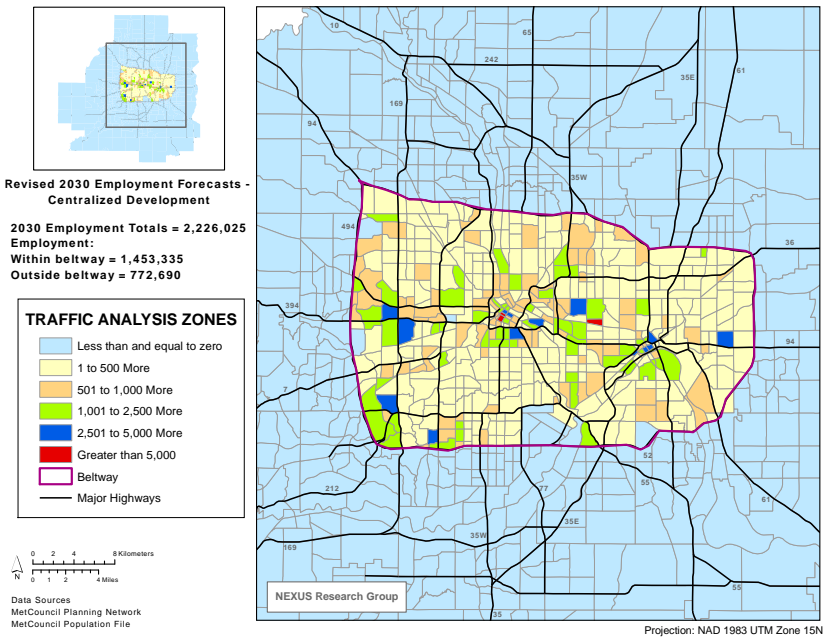 Revised 2030 Employment Forecasts -
Centralized Development
2030 Employment Totals = 2,226,025
Employment:
Within beltway = 1,453,335
Outside beltway = 772,690
TRAFFIC ANALYSIS ZONES
Less than and equal to zero
1 to 500 More
501 to 1,000 More
1,001 to 2,500 More
2,501 to 5,000 More
Greater than 5,000
Beltway
Major Highways
0 2 4 8 Kilometers
0 1 2 4 Miles
N
Data Sources
MetCouncil Planning Network
MetCouncil Population File
10
65
242
35E
61
169
94
35W
494
36
394
94
7
52
212
77
55
61
35W
35E
169
55
35
NEXUS Research Group
Projection: NAD 1983 UTM Zone 15N